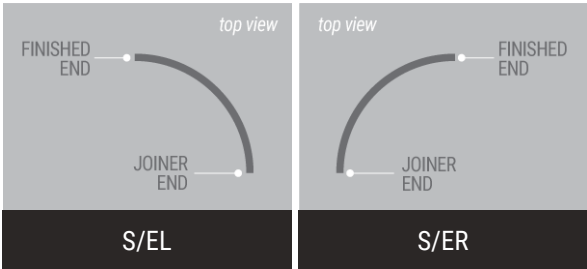 top view
FINISHED
END
JOINER
END
S/EL
top view
FINISHED
END
JOINER
END
S/ER